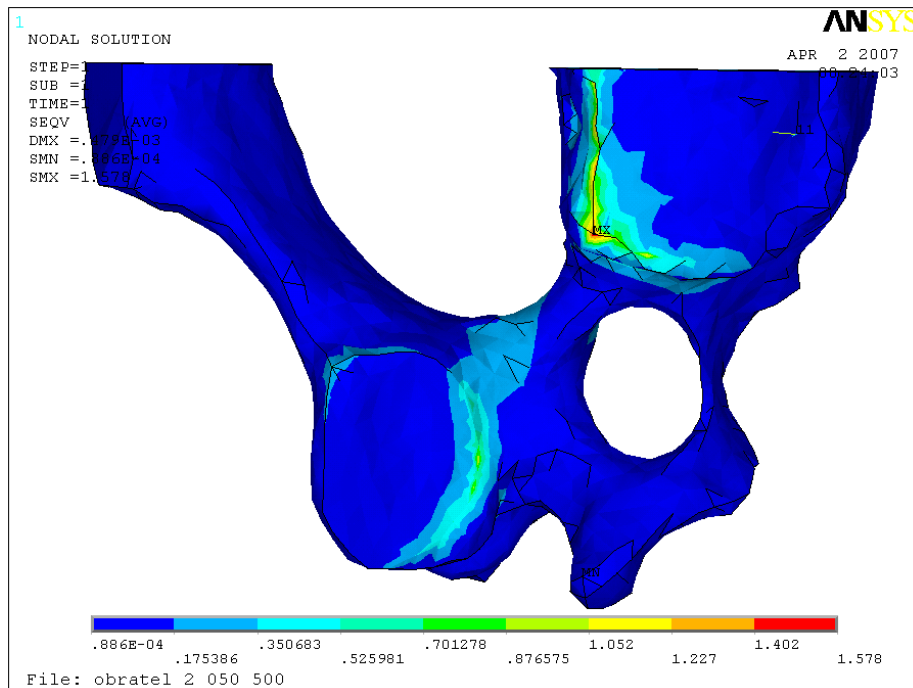 1
ANSYS
NODAL SOLUTION
APR 2 2007
STEP=1
SUB =
TIME=1
SEQV (AVG)
DMX =
SMN =.886E-04
SMX =1.578
MX
MN
.886E-04 .350683 .701278 1.052 1.402
.175386 .525981 .876575 1.227 1.578
File: obratel 2 050 500